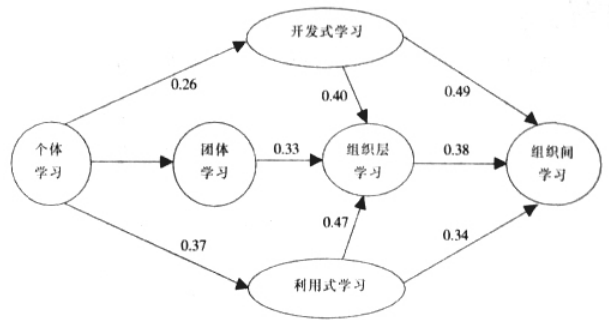 开发式学习
0.26
0.40
0.49
个体
学习
团体
学习
0.33
组织层
学习
0.38
组织间
学习
0.37
0.47
0.34
利用式学习